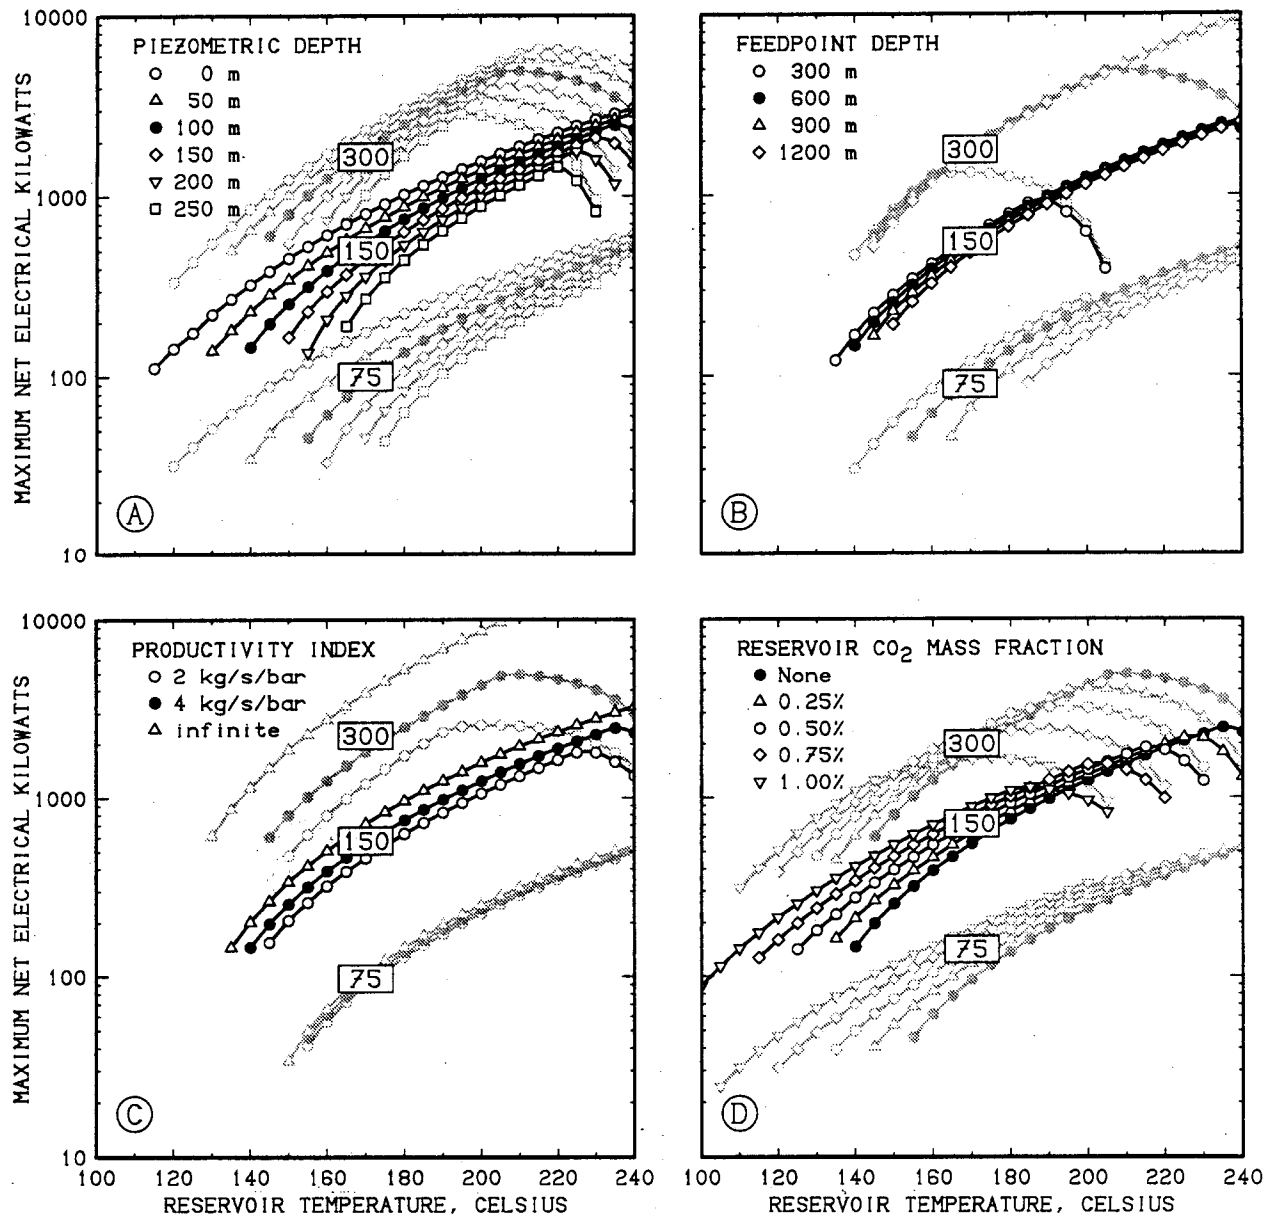 10000
1000
100
10
MAXIMUM NET ELECTRICAL KILOWATTS
PIEZOMETRIC DEPTH
0 m
50 m
100 m
150 m
200 m
250 m
300
150
75
A
100
FEEDPOINT DEPTH
300 m
600 m
900 m
1200 m
300
150
75
B
10000
1000
100
10
MAXIMUM NET ELECTRICAL KILOWATTS
PRODUCTIVITY INDEX
2 kg/s/bar
4 kg/s/bar
infinite
300
150
75
C
100 120 140 160 180 200 220 240
RESERVOIR TEMPERATURE, CELSIUS
RESERVOIR CO2 MASS FRACTION
None
0.25%
0.50%
0.75%
1.00%
300
150
75
D
100 120 140 160 180 200 220 240
RESERVOIR TEMPERATURE, CELSIUS